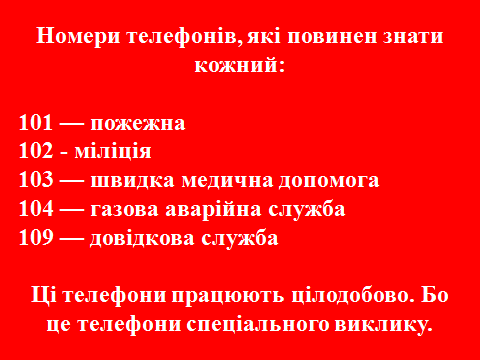 Номери телефонів, які повинен знати
кожний:
101 — пожежна
102 - міліція
103 — швидка медична допомога
104 — газова аварійна служба
109 — довідкова служба
Ці телефони працюють цілодобово. Бо
це телефони спеціального виклику.